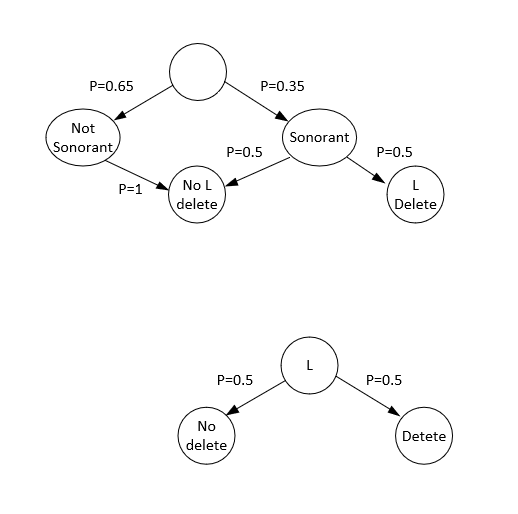 P=0.65
P=0.35
Not
Sonorant
Sonorant
P=0.5
P=0.5
P=1
No L
delete
L
Delete
L
P=0.5
P=0.5
No
delete
Detete